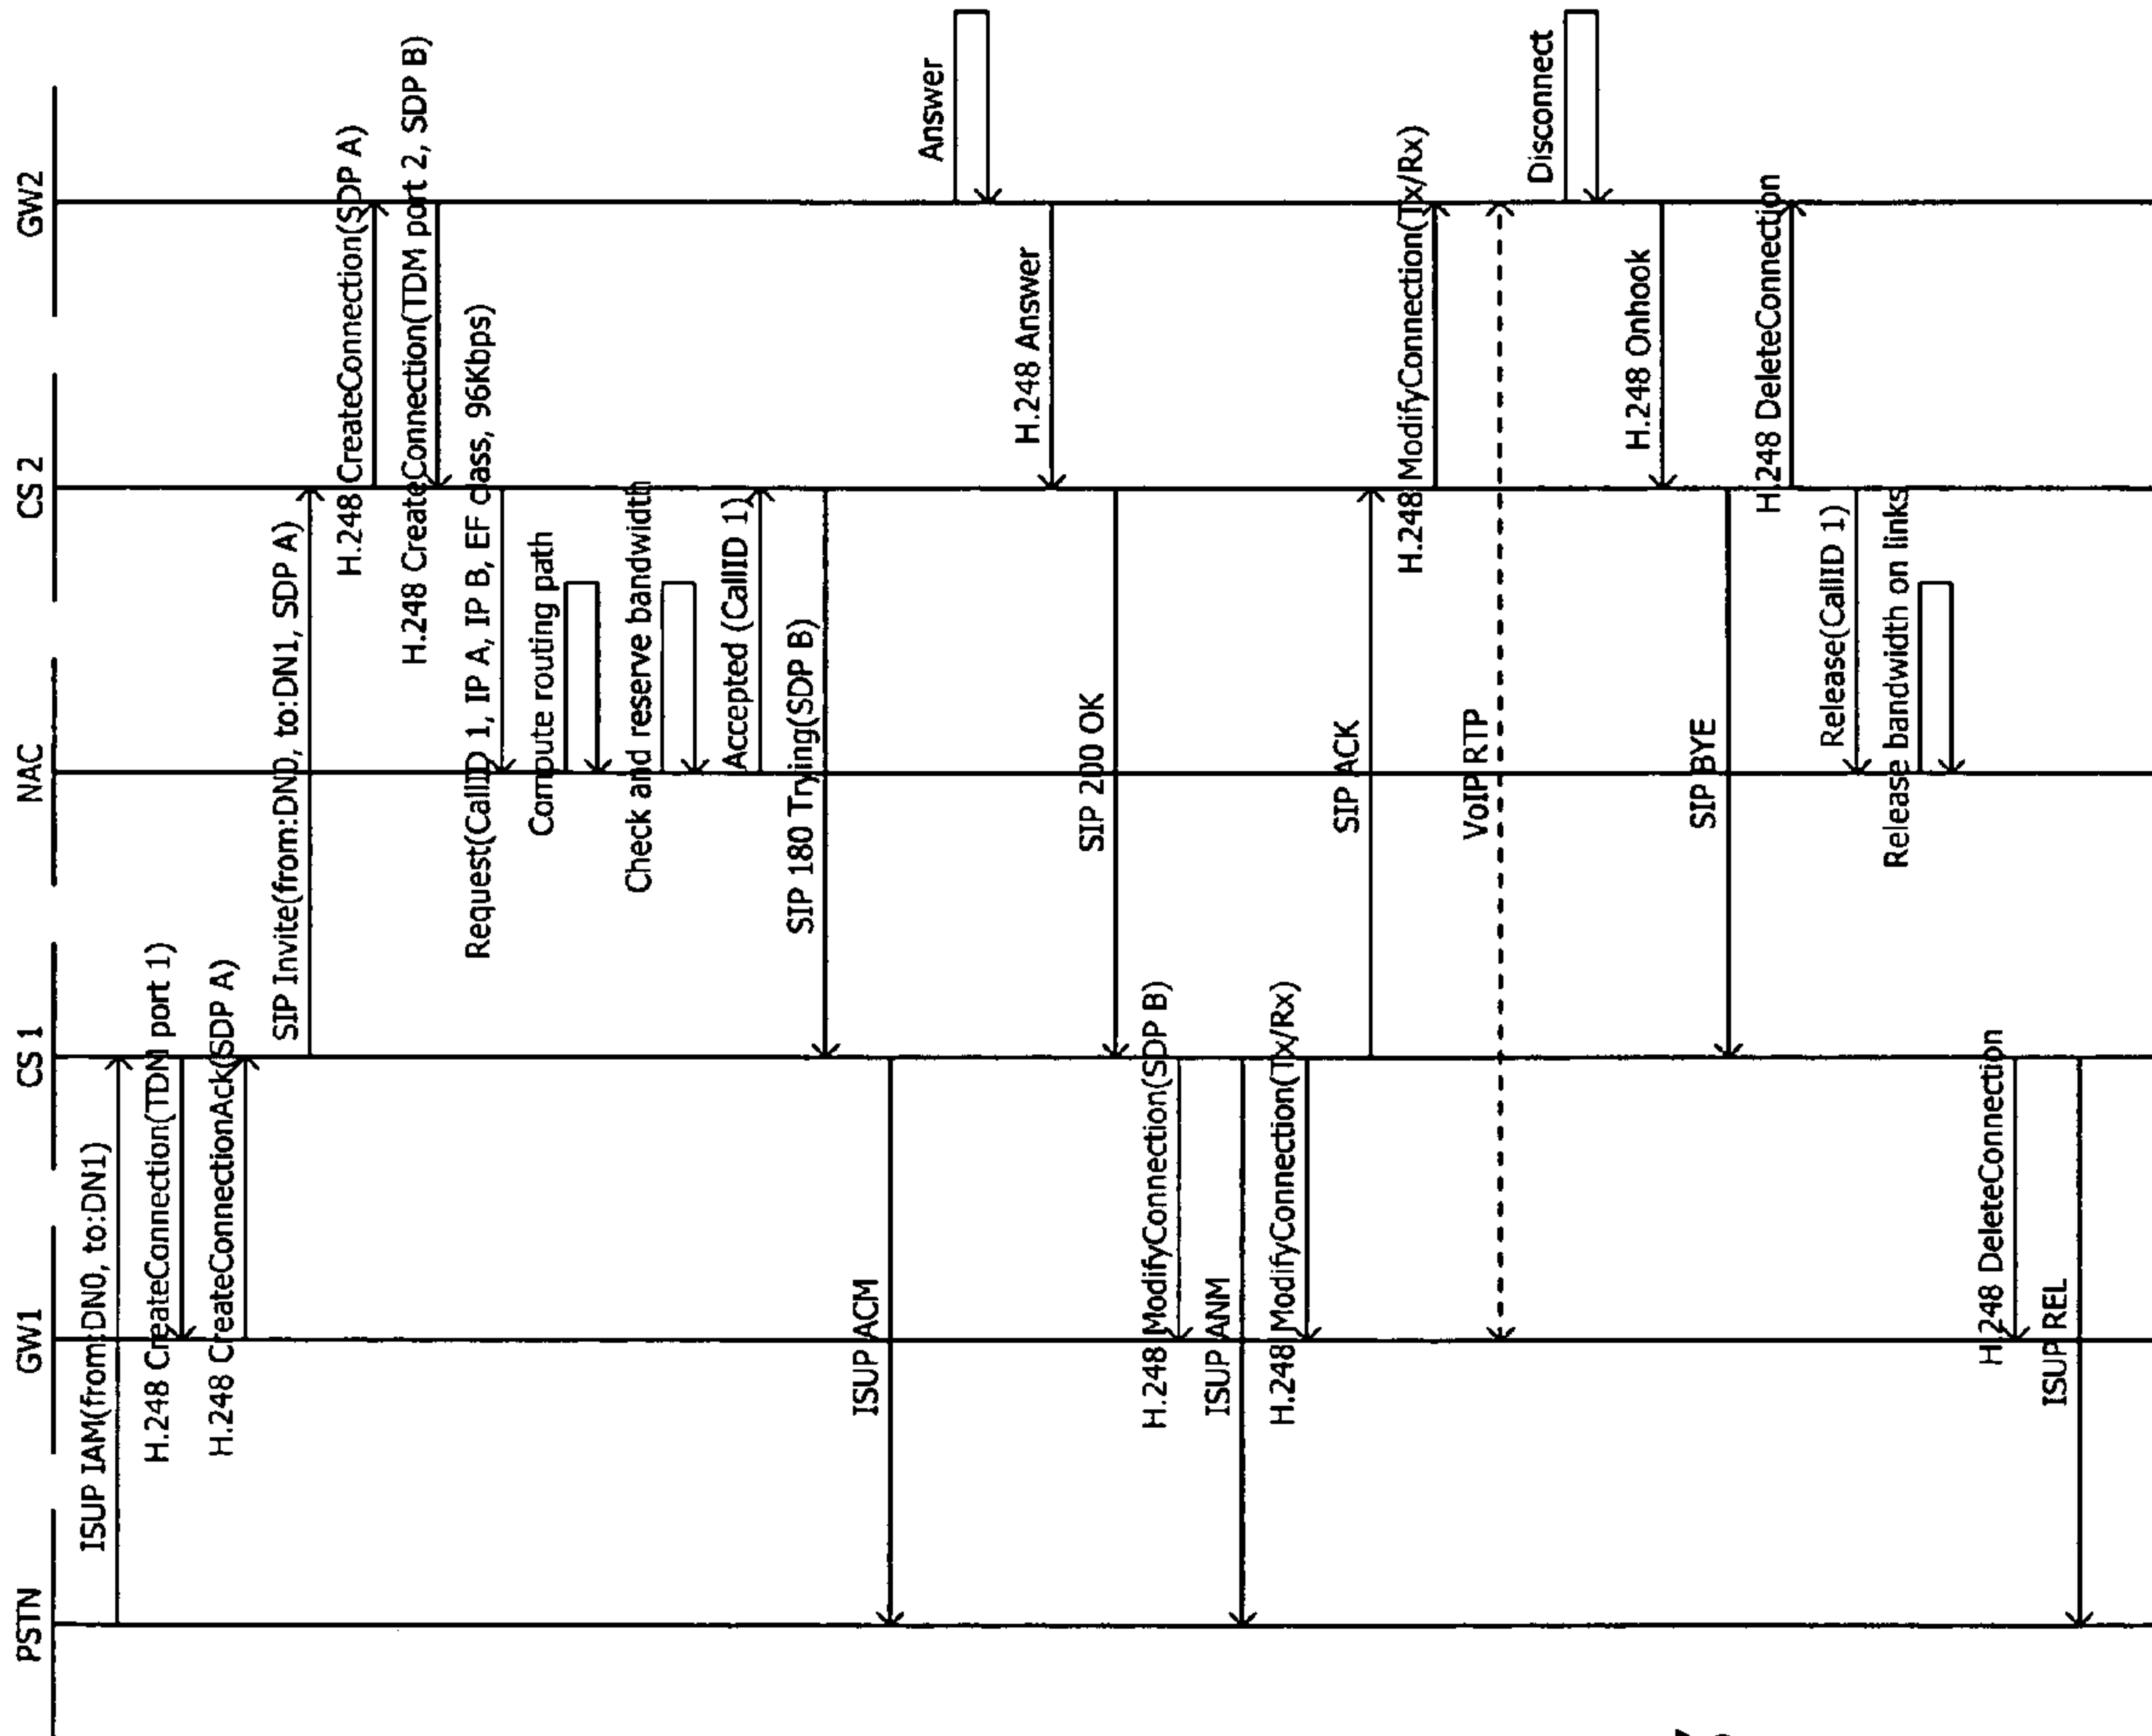 PSTN
GW1
CS 1
NAC
CS 2
GW2
ISUP IAM(from:DN0, to:DN1)
H.248 CreateConnection(TDM port 1)
H.248 CreateConnectionAck(SDP A)
SIP Invite(from:DN0, to:DN1, SDP A)
H.248 CreateConnection(SDP A)
H.248 CreateConnection(TDM port 2, SDP B)
Request(CallID 1, IP A, IP B, EF class, 96Kbps)
Compute routing path
Check and reserve bandwidth
Accepted (CallID 1)
SIP 180 Trying(SDP B)
ISUP ACM
Answer
H.248 Answer
SIP 200 OK
H.248 ModifyConnection(SDP B)
ISUP ANM
H.248 ModifyConnection(Tx/Rx)
SIP ACK
H.248 ModifyConnection(Tx/Rx)
VoIP RTP
Disconnect
H.248 Onhook
SIP BYE
H.248 DeleteConnection
Release(CallID 1)
Release bandwidth on links
H.248 DeleteConnection
ISUP REL